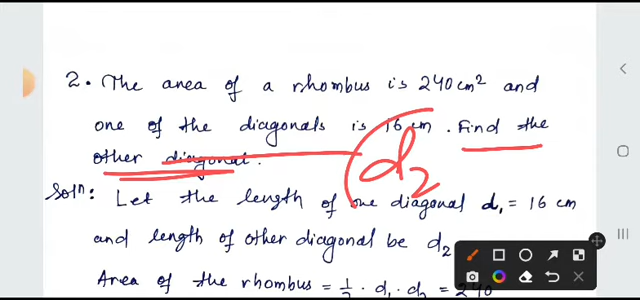 2. The area of a rhombus is 240 cm² and
one of the diagonals is 16 cm. Find the
other diagonal.
d₂
Solⁿ: Let the length of one diagonal d₁ = 16 cm
and length of other diagonal be d₂
Area of the rhombus = 1/2 · d₁ · d₂ = 240